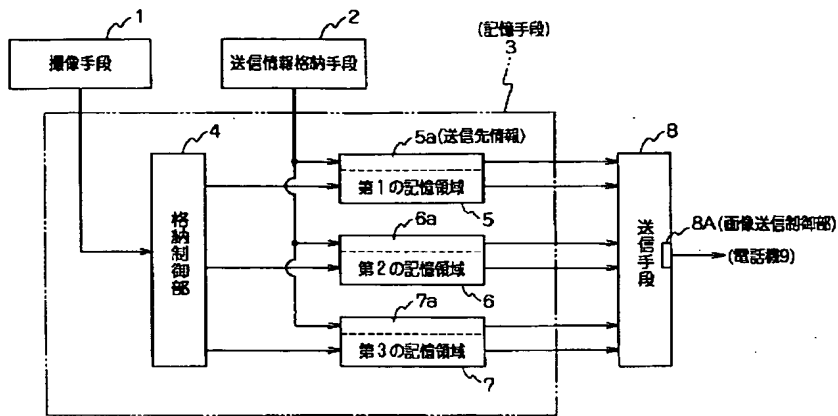 1
2
(記憶手段)
3
撮像手段
送信情報格納手段
4
5a(送信先情報)
8
第1の記憶領域
5
6a
8A(画像送信制御部)
格納制御部
第2の記憶領域
送信手段
(電話機9)
6
7a
第3の記憶領域
7